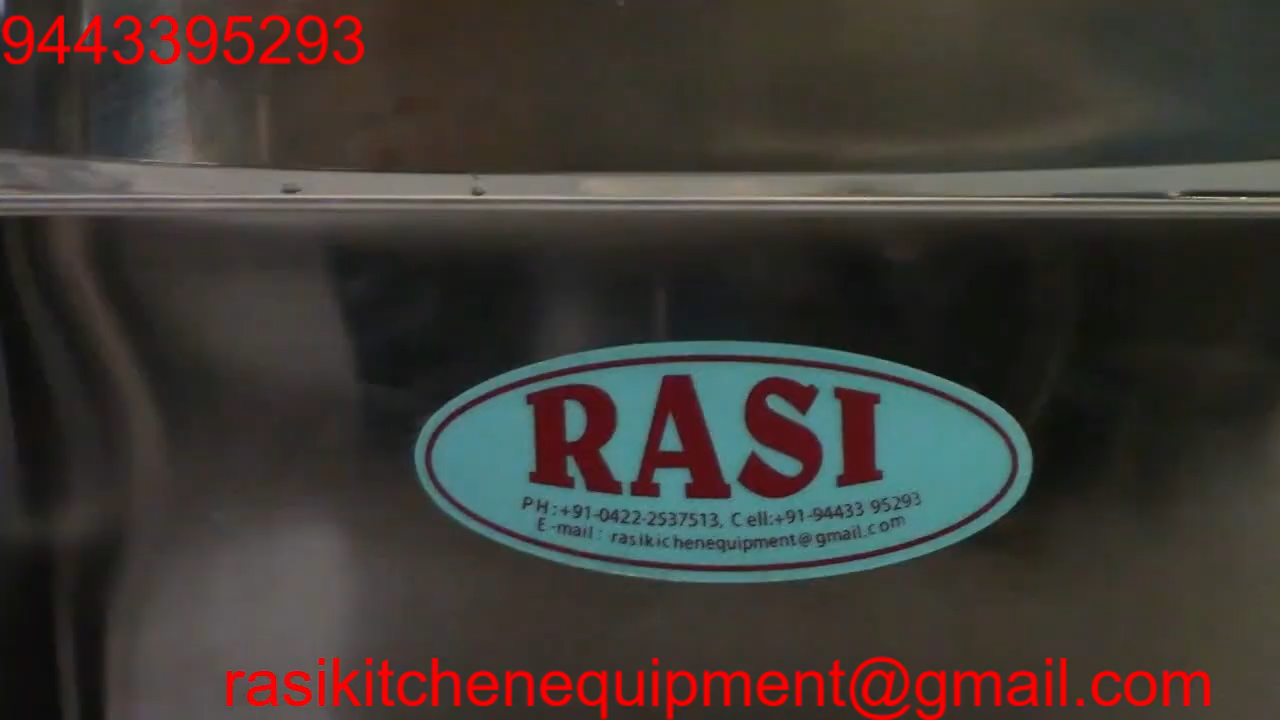 9443395293
RASI
PH:+91-0422-2537513, Cell:+91-94433 95293
E-mail: rasikichenequipment@gmail.com
rasikitchenequipment@gmail.com